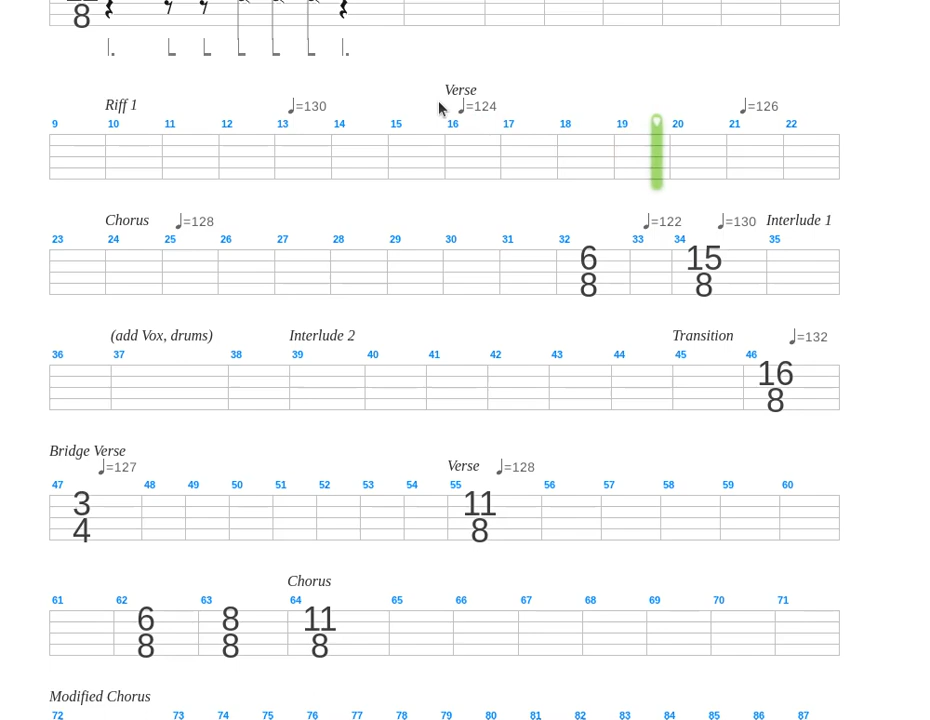 8
Verse
Riff 1 ♩=130 ♩=124 ♩=126
9 10 11 12 13 14 15 16 17 18 19 20 21 22
Chorus ♩=128 ♩=122 ♩=130 Interlude 1
23 24 25 26 27 28 29 30 31 32 33 34 35
6 15
8 8
(add Vox, drums) Interlude 2 Transition ♩=132
36 37 38 39 40 41 42 43 44 45 46
16
8
Bridge Verse
♩=127 Verse ♩=128
47 48 49 50 51 52 53 54 55 56 57 58 59 60
3 11
4 8
Chorus
61 62 63 64 65 66 67 68 69 70 71
6 8 11
8 8 8
Modified Chorus
72 73 74 75 76 77 78 79 80 81 82 83 84 85 86 87